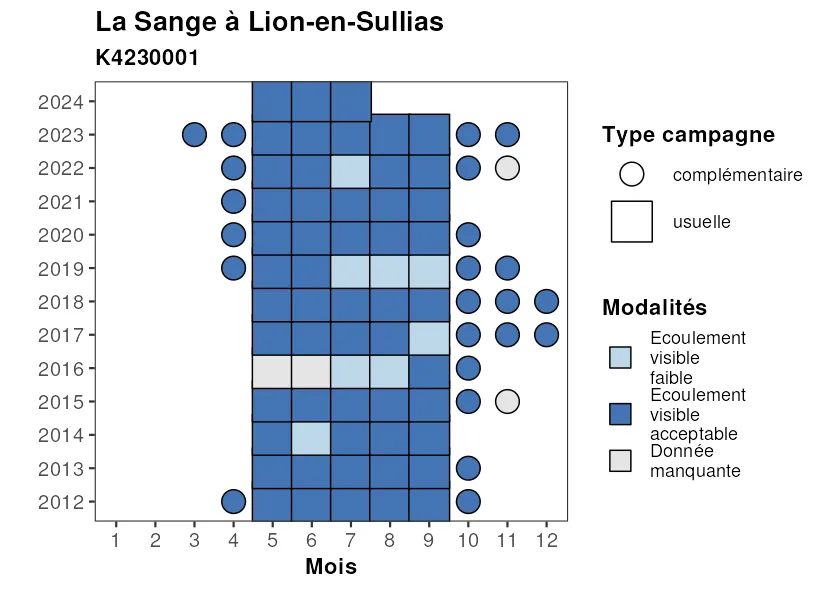 La Sange à Lion-en-Sullias
K4230001
2024
2023
2022
2021
2020
2019
2018
2017
2016
2015
2014
2013
2012
1 2 3 4 5 6 7 8 9 10 11 12
Mois
Type campagne
complémentaire
usuelle
Modalités
Ecoulement
visible
faible
Ecoulement
visible
acceptable
Donnée
manquante